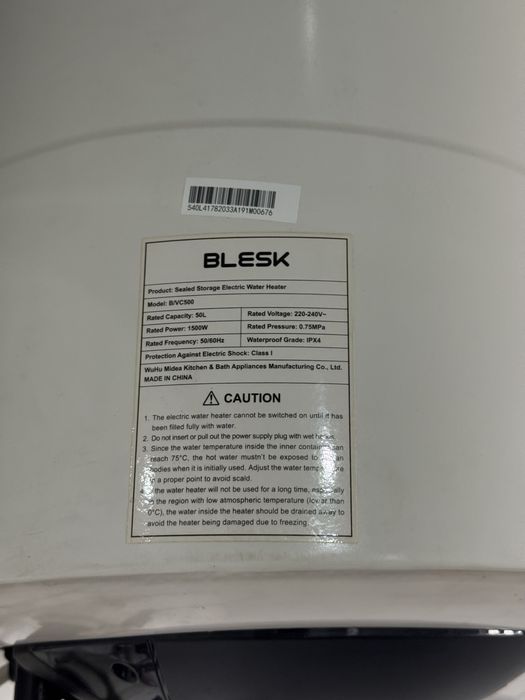 540L41782033A191M00676
BLESK
Product: Sealed Storage Electric Water Heater
Model: B/VC500
Rated Capacity: 50L
Rated Voltage: 220-240V~
Rated Power: 1500W
Rated Pressure: 0.75MPa
Rated Frequency: 50/60Hz
Waterproof Grade: IPX4
Protection Against Electric Shock: Class I
WuHu Midea Kitchen & Bath Appliances Manufacturing Co., Ltd.
MADE IN CHINA
CAUTION
1. The electric water heater cannot be switched on until it has
been filled fully with water.
2. Do not insert or pull out the power supply plug with wet
3. Since the water temperature inside the inner
reach 75°C, the hot water mustn't be exposed to
bodies when it is initially used. Adjust the water
a proper point to avoid scald.
the water heater will not be used for a long time, especially
the region with low atmospheric temperature (lower than
0°C), the water inside the heater should be drained away to
avoid the heater being damaged due to freezing